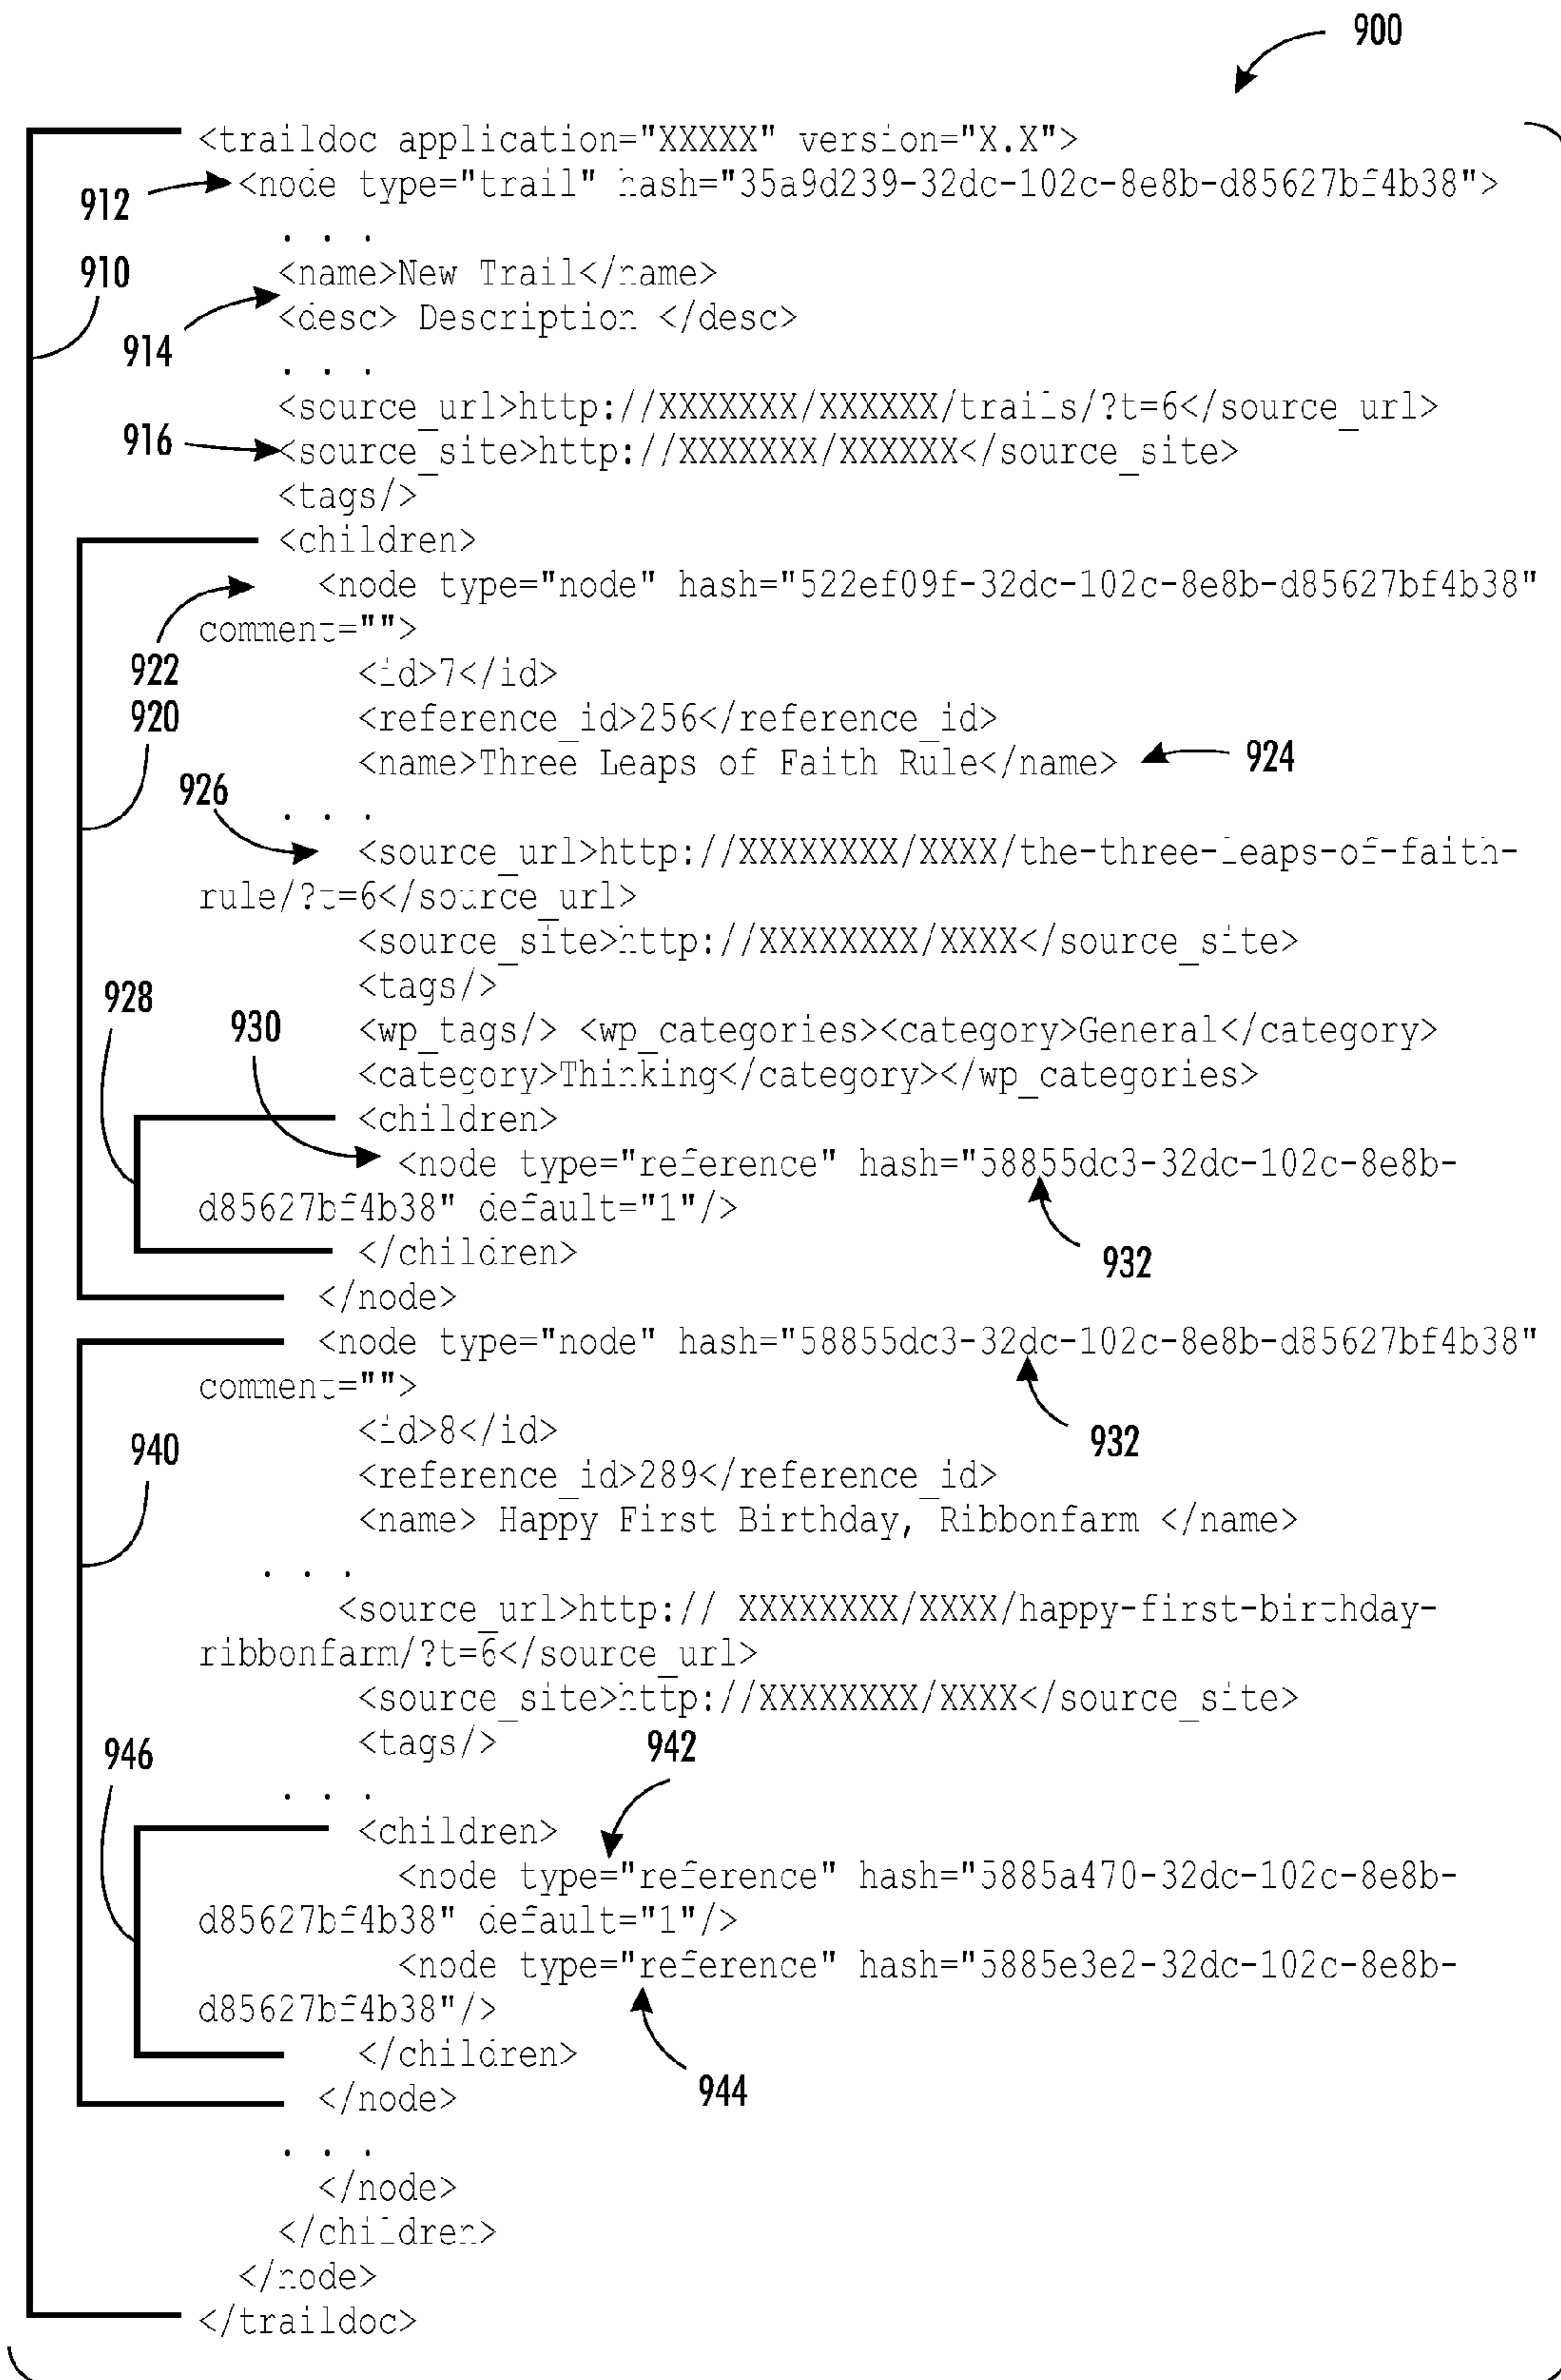 900
<traildoc application="XXXXX" version="X.X">
912 <node type="trail" hash="35a9d239-32dc-102c-8e8b-d85627bf4b38">
. . .
910 <name>New Trail</name>
<desc> Description </desc>
914
. . .
<source_url>http://XXXXXXX/XXXXXX/trails/?t=6</source_url>
916 <source_site>http://XXXXXXX/XXXXXX</source_site>
<tags/>
<children>
<node type="node" hash="522ef09f-32dc-102c-8e8b-d85627bf4b38"
comment="">
922 <id>7</id>
920 <reference_id>256</reference_id>
<name>Three Leaps of Faith Rule</name> 924
926
. . .
<source_url>http://XXXXXXXX/XXXX/the-three-leaps-of-faith-
rule/?t=6</source_url>
<source_site>http://XXXXXXXX/XXXX</source_site>
928 <tags/>
930 <wp_tags/> <wp_categories><category>General</category>
<category>Thinking</category></wp_categories>
<children>
<node type="reference" hash="58855dc3-32dc-102c-8e8b-
d85627bf4b38" default="1"/>
</children>
932
</node>
<node type="node" hash="58855dc3-32dc-102c-8e8b-d85627bf4b38"
comment="">
<id>8</id>
932
940
<reference_id>289</reference_id>
<name> Happy First Birthday, Ribbonfarm </name>
. . .
<source_url>http:// XXXXXXXX/XXXX/happy-first-birthday-
ribbonfarm/?t=6</source_url>
<source_site>http://XXXXXXXX/XXXX</source_site>
946 <tags/> 942
. . .
<children>
<node type="reference" hash="5885a470-32dc-102c-8e8b-
d85627bf4b38" default="1"/>
<node type="reference" hash="5885e3e2-32dc-102c-8e8b-
d85627bf4b38"/>
</children>
</node> 944
. . .
</node>
</children>
</node>
</traildoc>